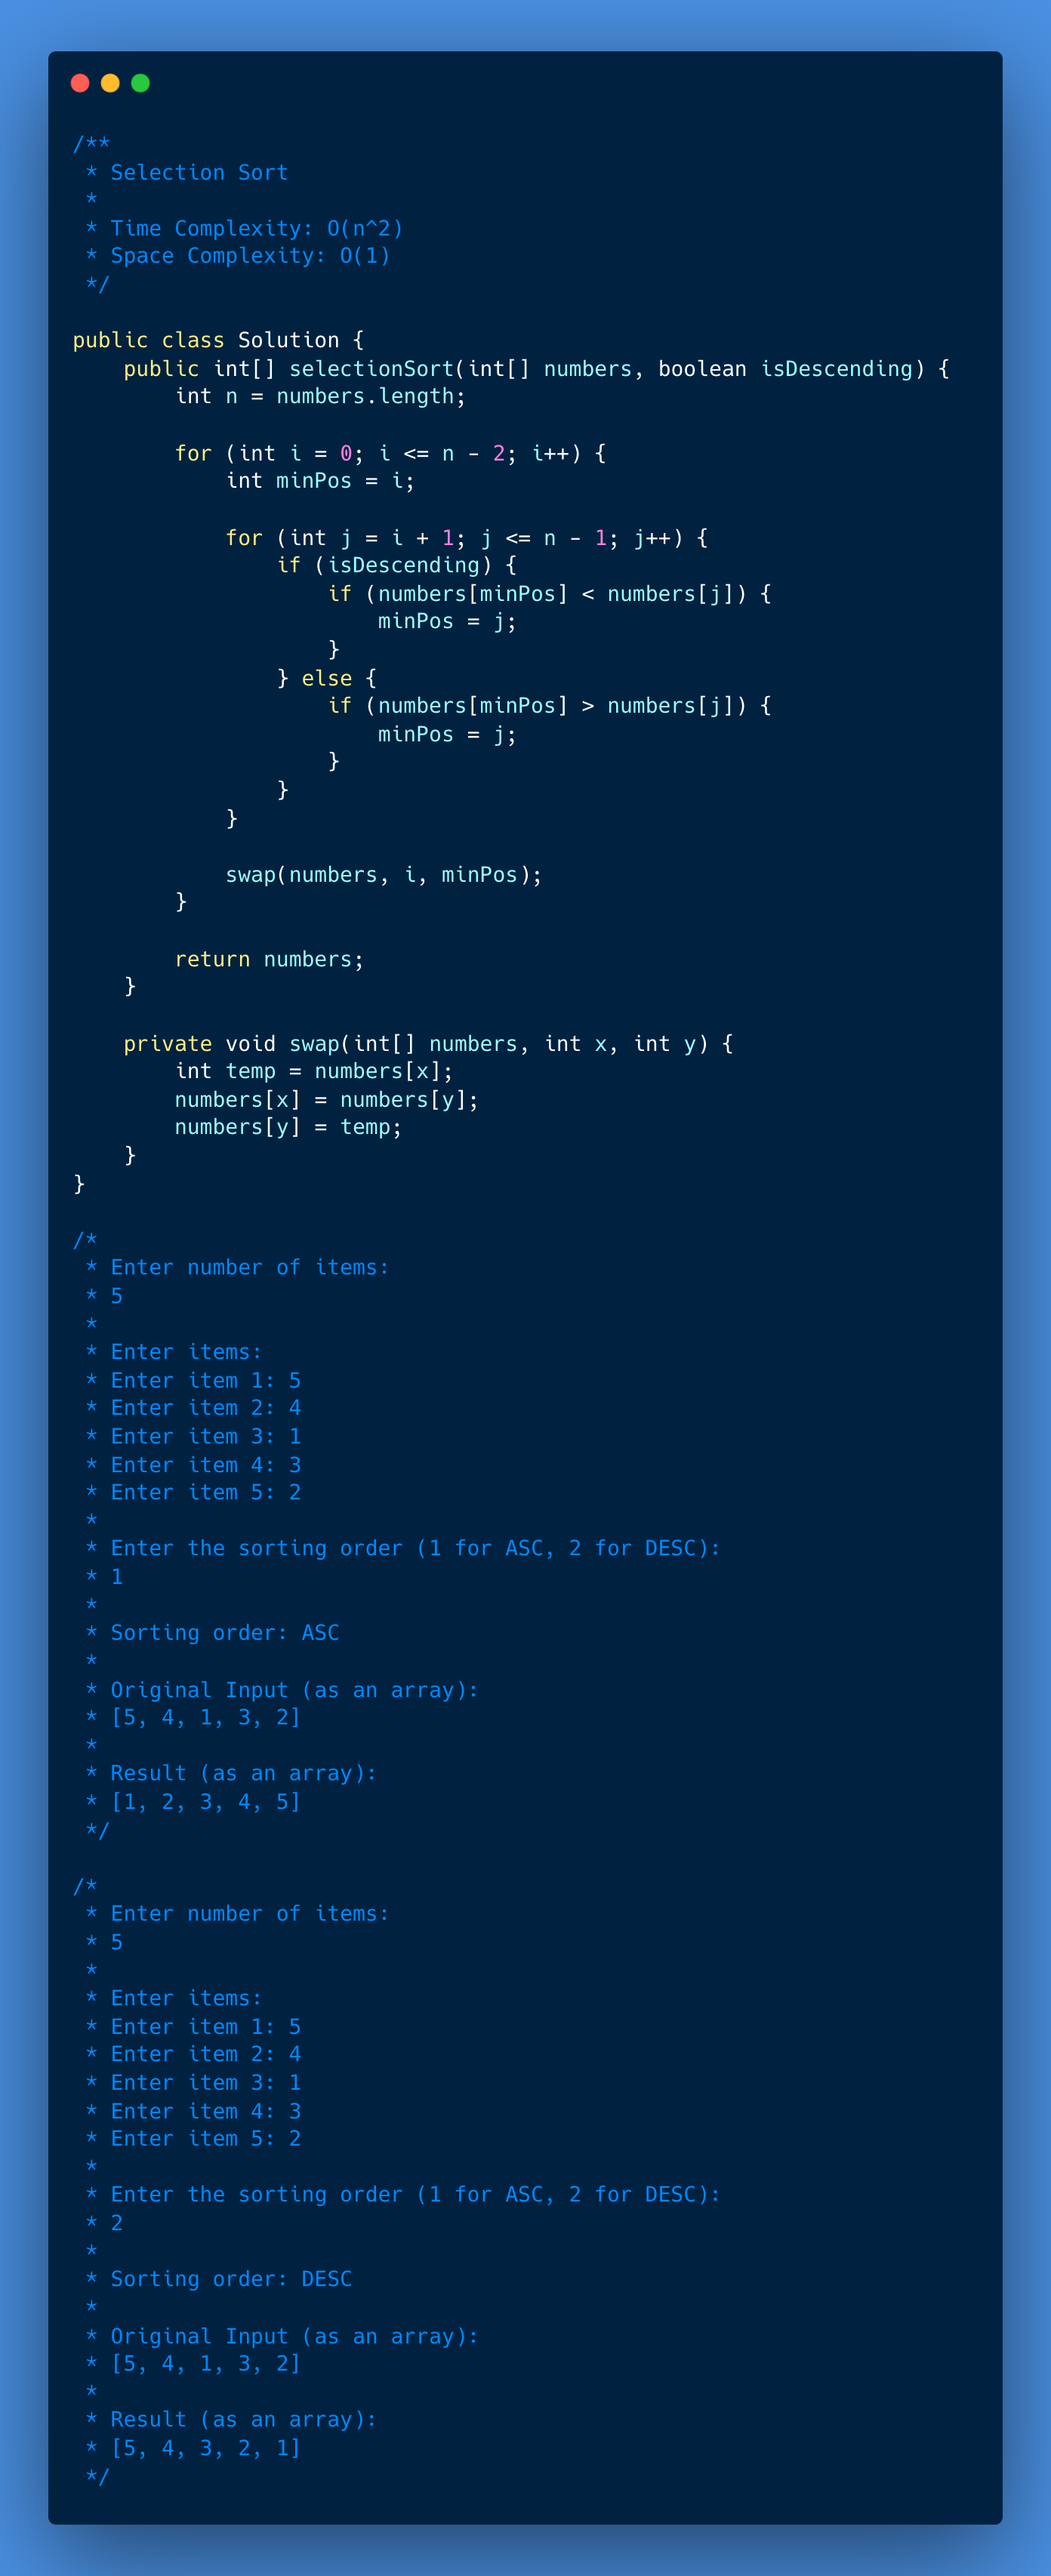 /**
 * Selection Sort
 *
 * Time Complexity: O(n^2)
 * Space Complexity: O(1)
 */

public class Solution {
    public int[] selectionSort(int[] numbers, boolean isDescending) {
        int n = numbers.length;

        for (int i = 0; i <= n - 2; i++) {
            int minPos = i;

            for (int j = i + 1; j <= n - 1; j++) {
                if (isDescending) {
                    if (numbers[minPos] < numbers[j]) {
                        minPos = j;
                    }
                } else {
                    if (numbers[minPos] > numbers[j]) {
                        minPos = j;
                    }
                }
            }

            swap(numbers, i, minPos);
        }

        return numbers;
    }

    private void swap(int[] numbers, int x, int y) {
        int temp = numbers[x];
        numbers[x] = numbers[y];
        numbers[y] = temp;
    }
}

/*
 * Enter number of items:
 * 5
 *
 * Enter items:
 * Enter item 1: 5
 * Enter item 2: 4
 * Enter item 3: 1
 * Enter item 4: 3
 * Enter item 5: 2
 *
 * Enter the sorting order (1 for ASC, 2 for DESC):
 * 1
 *
 * Sorting order: ASC
 *
 * Original Input (as an array):
 * [5, 4, 1, 3, 2]
 *
 * Result (as an array):
 * [1, 2, 3, 4, 5]
 */

/*
 * Enter number of items:
 * 5
 *
 * Enter items:
 * Enter item 1: 5
 * Enter item 2: 4
 * Enter item 3: 1
 * Enter item 4: 3
 * Enter item 5: 2
 *
 * Enter the sorting order (1 for ASC, 2 for DESC):
 * 2
 *
 * Sorting order: DESC
 *
 * Original Input (as an array):
 * [5, 4, 1, 3, 2]
 *
 * Result (as an array):
 * [5, 4, 3, 2, 1]
 */